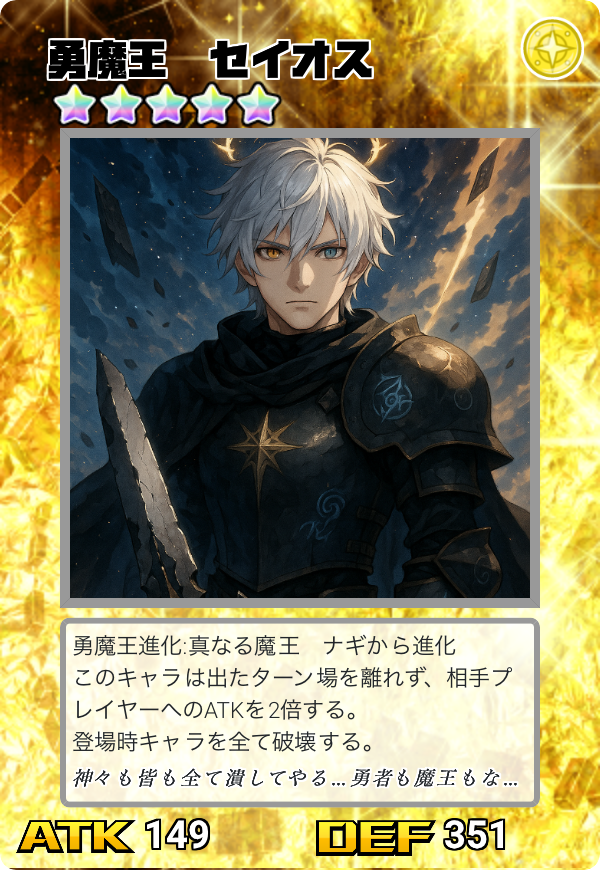 勇魔王　セイオス
勇魔王進化:真なる魔王　ナギから進化
このキャラは出たターン場を離れず、相手プ
レイヤーへのATKを2倍する。
登場時キャラを全て破壊する。
神々も皆も全て潰してやる…勇者も魔王もな…
ATK 149 DEF 351